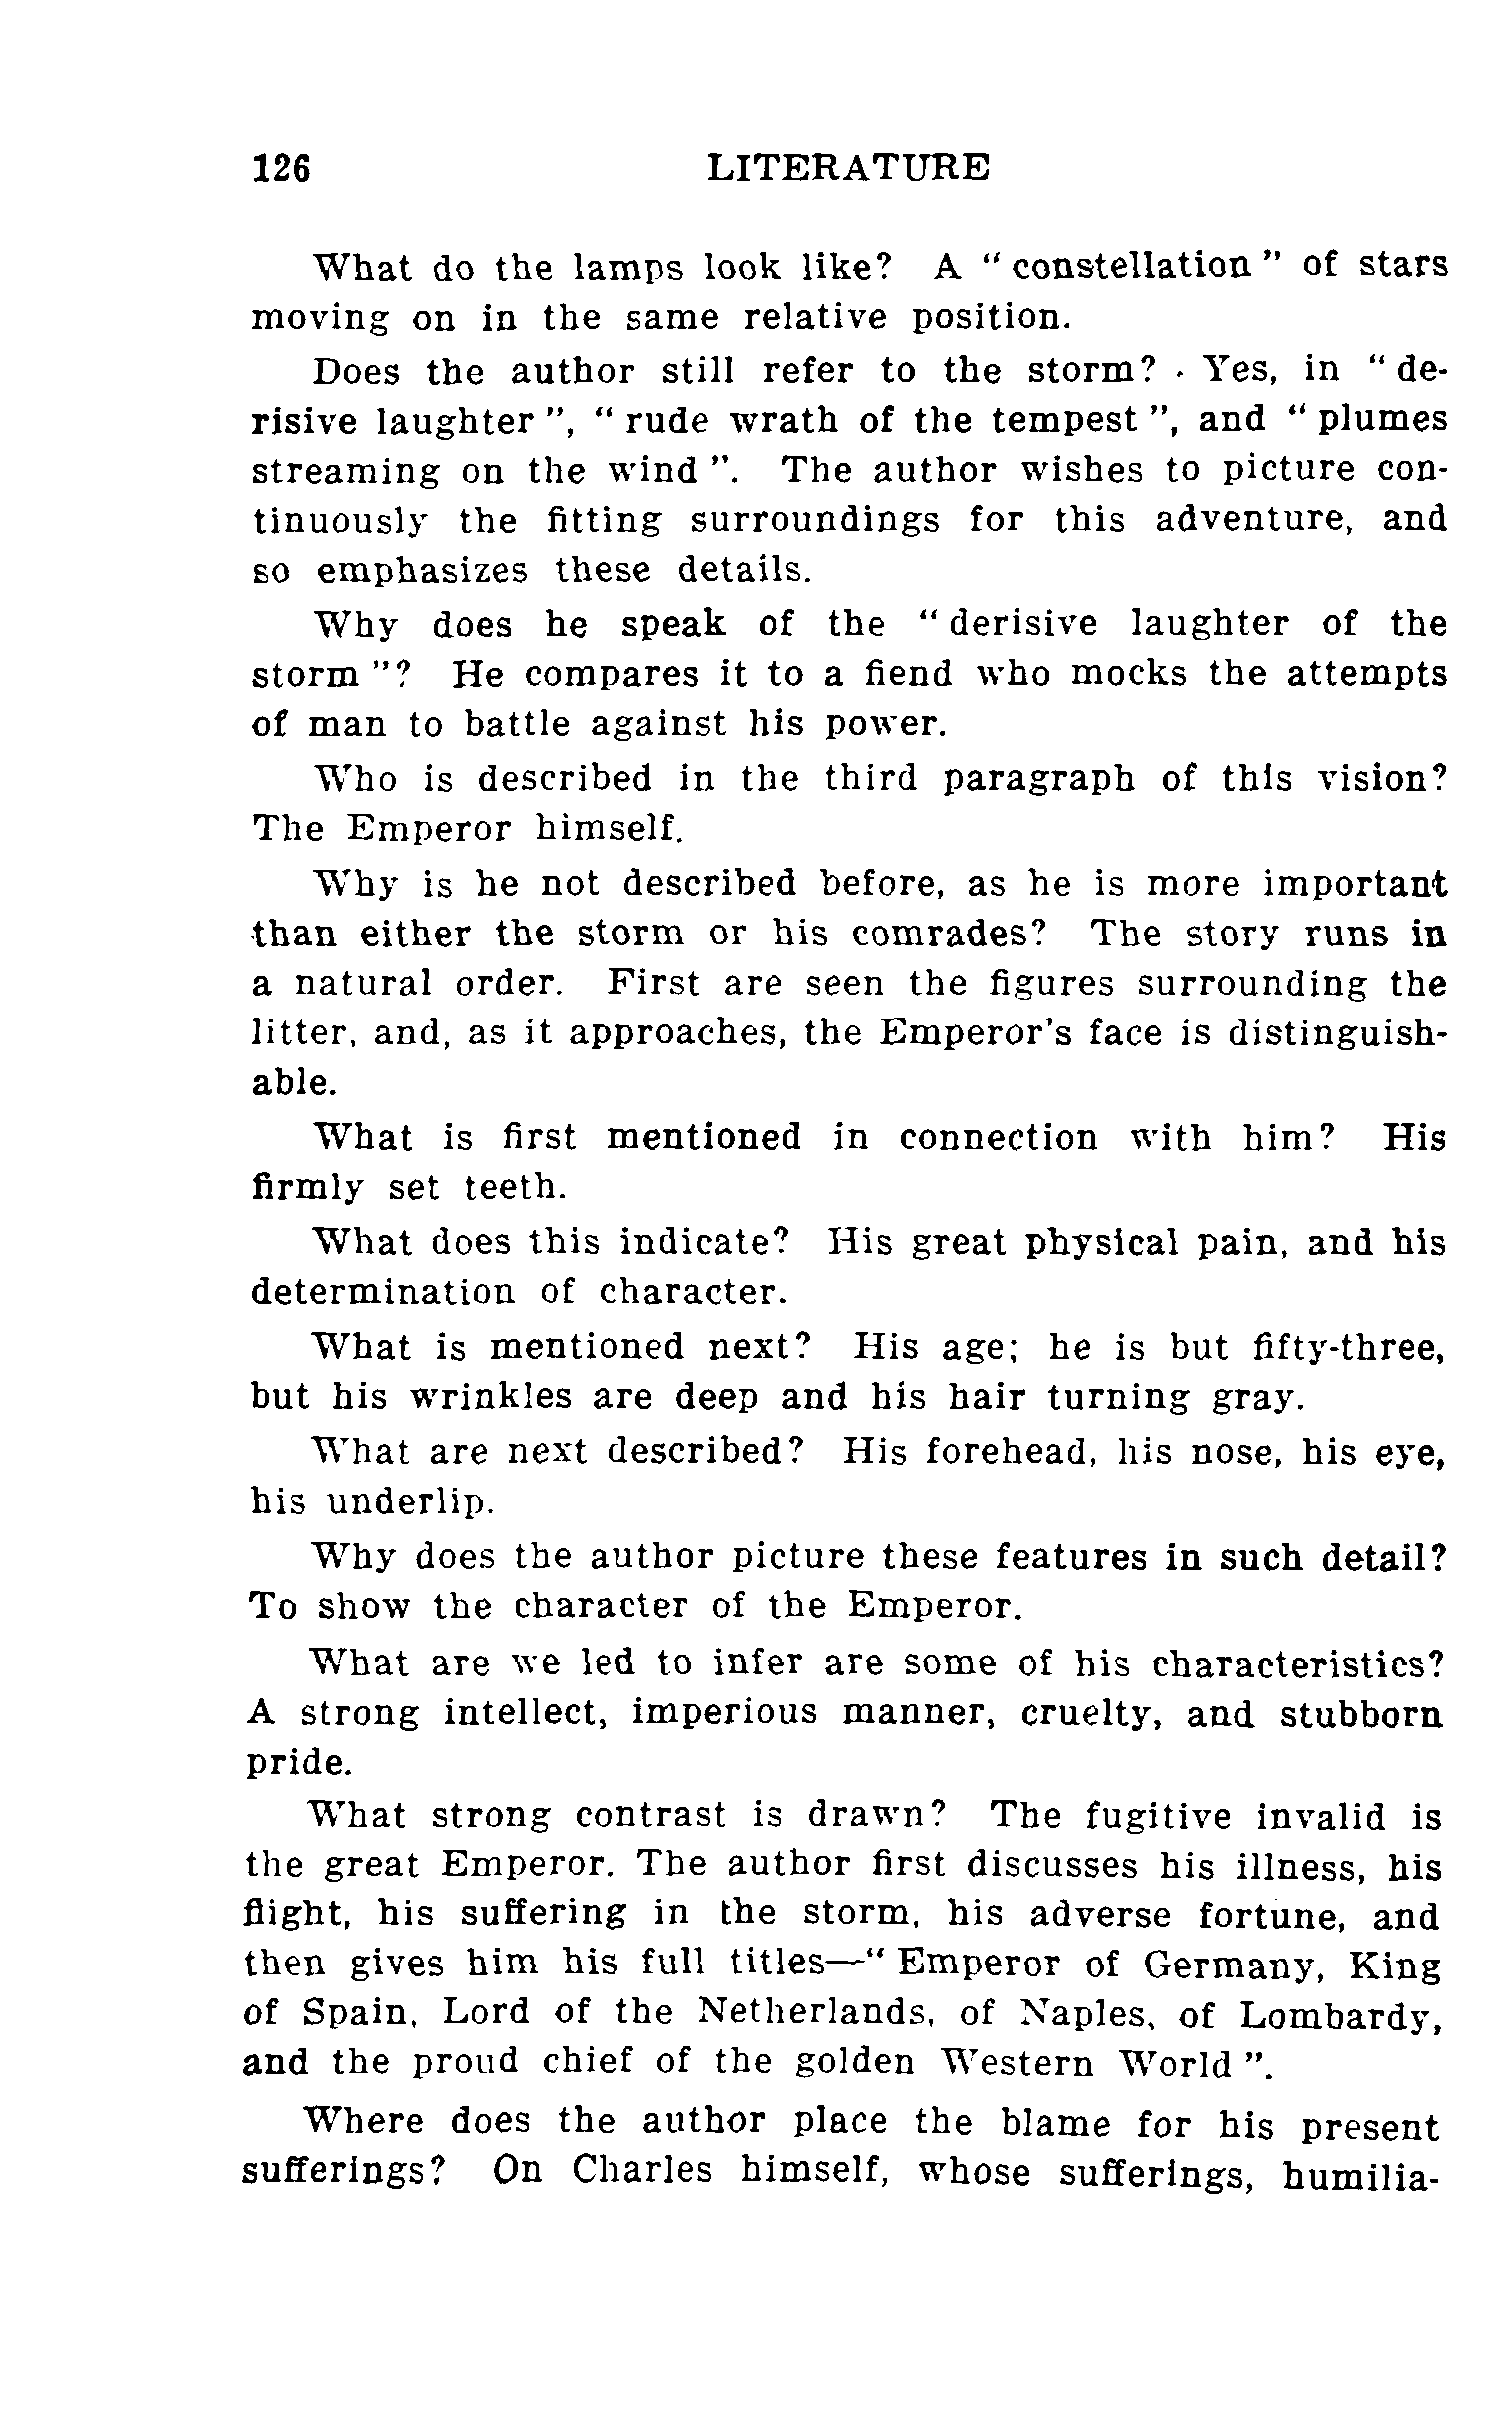 126 LITERATURE
What do the lamps look like? A " constellation " of stars
moving on in the same relative position.
Does the author still refer to the storm? · Yes, in " de-
risive laughter ", " rude wrath of the tempest ", and " plumes
streaming on the wind ". The author wishes to picture con-
tinuously the fitting surroundings for this adventure, and
so emphasizes these details.
Why does he speak of the " derisive laughter of the
storm "? He compares it to a fiend who mocks the attempts
of man to battle against his power.
Who is described in the third paragraph of this vision?
The Emperor himself.
Why is he not described before, as he is more important
than either the storm or his comrades? The story runs in
a natural order. First are seen the figures surrounding the
litter, and, as it approaches, the Emperor's face is distinguish-
able.
What is first mentioned in connection with him? His
firmly set teeth.
What does this indicate? His great physical pain, and his
determination of character.
What is mentioned next? His age; he is but fifty-three,
but his wrinkles are deep and his hair turning gray.
What are next described? His forehead, his nose, his eye,
his underlip.
Why does the author picture these features in such detail?
To show the character of the Emperor.
What are we led to infer are some of his characteristics?
A strong intellect, imperious manner, cruelty, and stubborn
pride.
What strong contrast is drawn? The fugitive invalid is
the great Emperor. The author first discusses his illness, his
flight, his suffering in the storm, his adverse fortune, and
then gives him his full titles—" Emperor of Germany, King
of Spain, Lord of the Netherlands, of Naples, of Lombardy,
and the proud chief of the golden Western World ".
Where does the author place the blame for his present
sufferings? On Charles himself, whose sufferings, humilia-